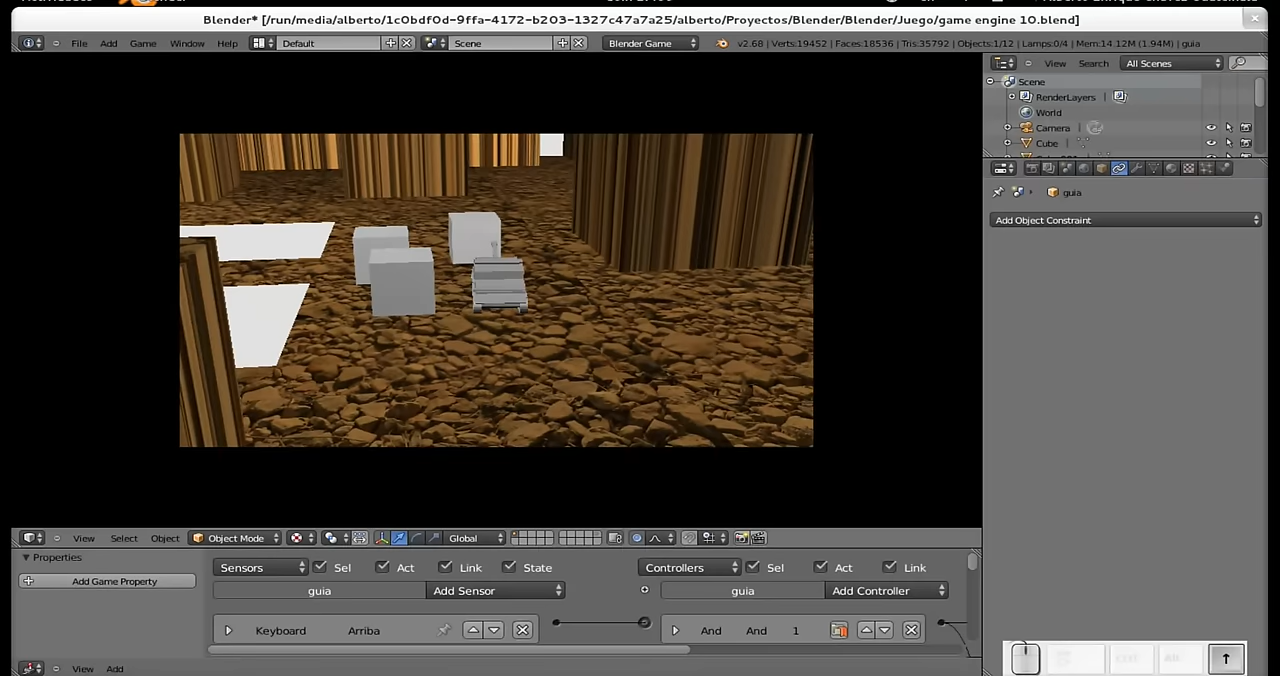 Blender* [/run/media/alberto/1c0bdf0d-9ffa-4172-b203-1327c47a7a25/alberto/Proyectos/Blender/Blender/Juego/game engine 10.blend]
File Add Game Window Help Default Scene Blender Game v2.68 | Verts:19452 | Faces:18536 | Tris:35792 | Objects:1/12 | Lamps:0/4 | Mem:14.12M (1.94M) | guia
View Search All Scenes
Scene
RenderLayers
World
Camera
Cube
guia
Add Object Constraint
View Select Object Object Mode Global
Properties
Add Game Property
Sensors Sel Act Link State
Controllers Sel Act Link
guia Add Sensor
guia Add Controller
Keyboard Arriba
And And 1
View Add
Ctrl Alt ↑